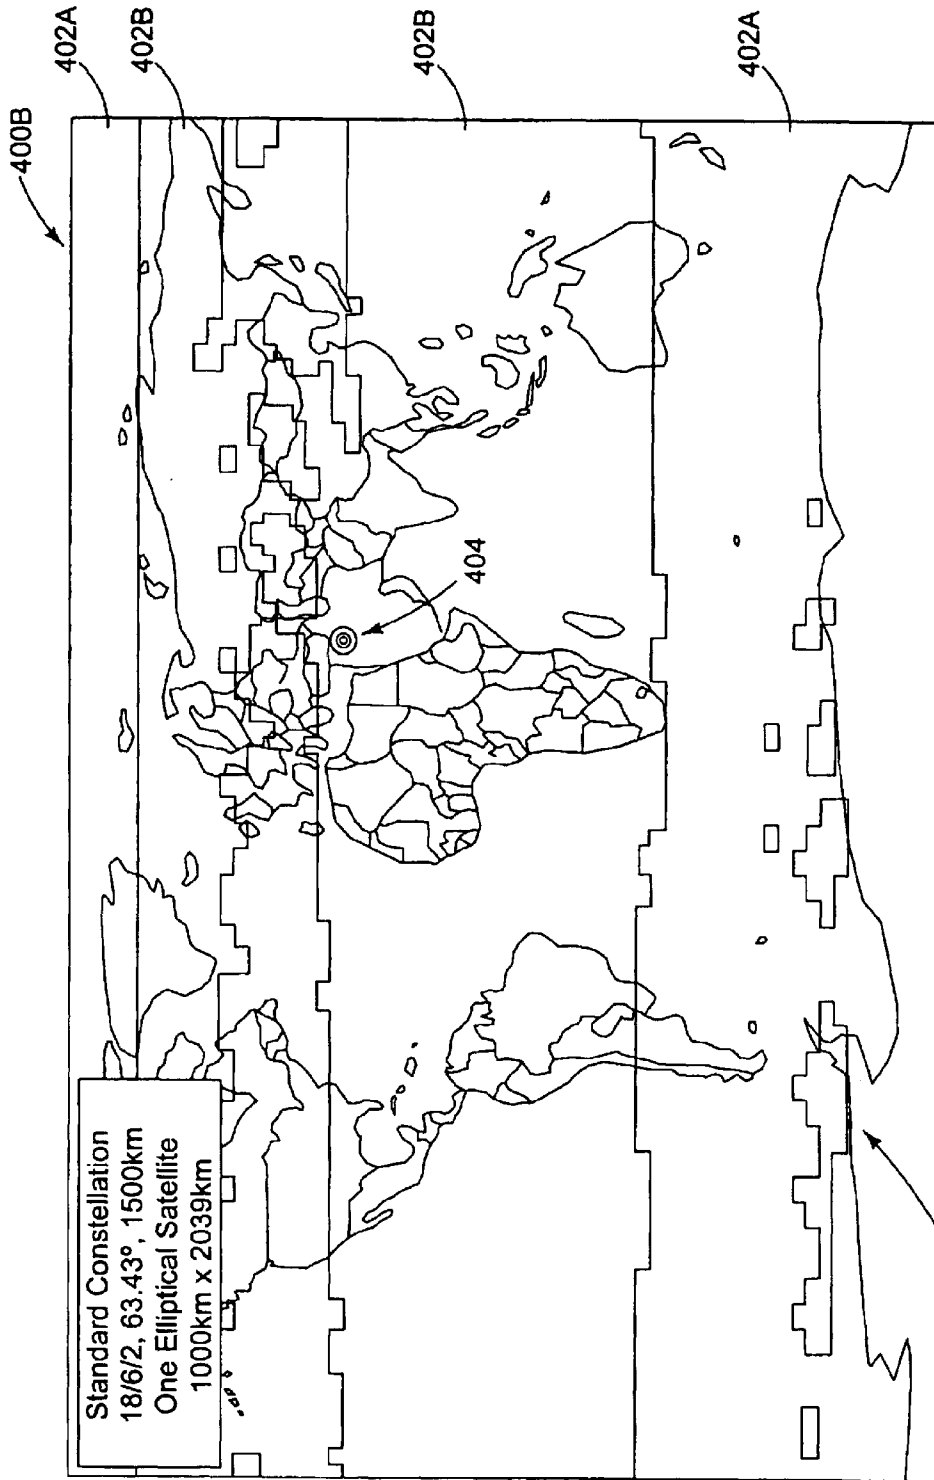 400B
402A
402B
402B
402A
404
Standard Constellation
18/6/2, 63.43°, 1500km
One Elliptical Satellite
1000km x 2039km